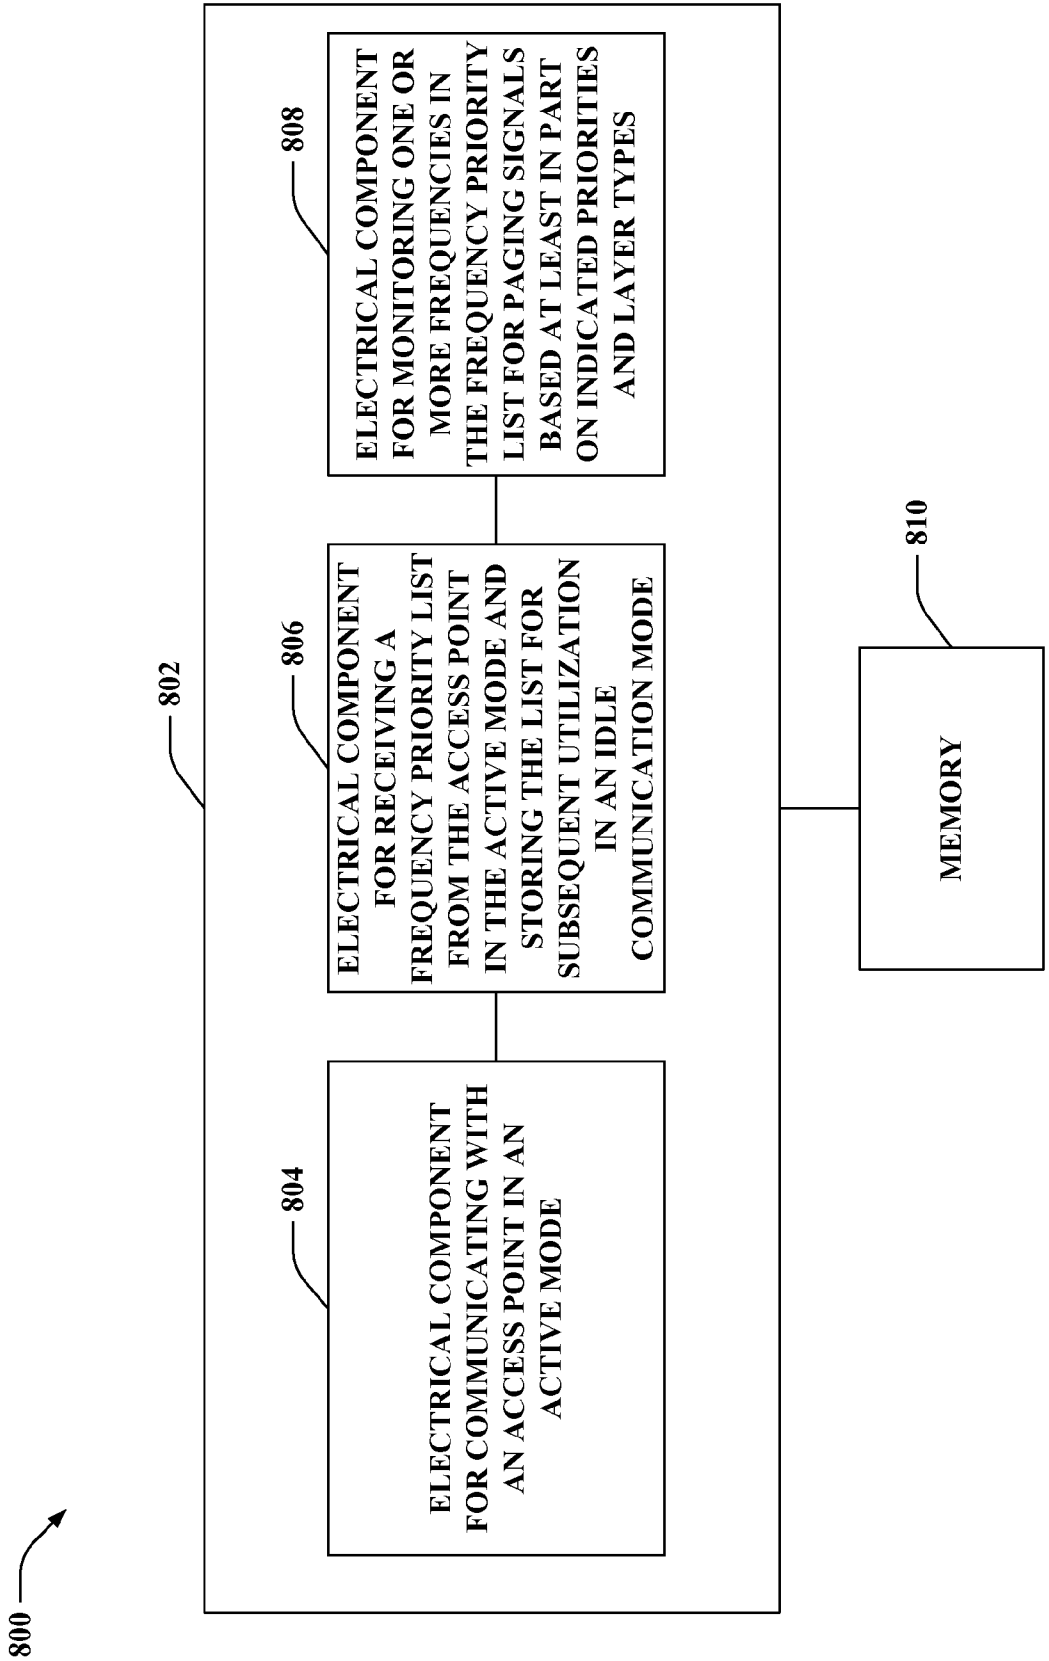 800
802
804
ELECTRICAL COMPONENT
FOR COMMUNICATING WITH
AN ACCESS POINT IN AN
ACTIVE MODE
806
ELECTRICAL COMPONENT
FOR RECEIVING A
FREQUENCY PRIORITY LIST
FROM THE ACCESS POINT
IN THE ACTIVE MODE AND
STORING THE LIST FOR
SUBSEQUENT UTILIZATION
IN AN IDLE
COMMUNICATION MODE
808
ELECTRICAL COMPONENT
FOR MONITORING ONE OR
MORE FREQUENCIES IN
THE FREQUENCY PRIORITY
LIST FOR PAGING SIGNALS
BASED AT LEAST IN PART
ON INDICATED PRIORITIES
AND LAYER TYPES
810
MEMORY